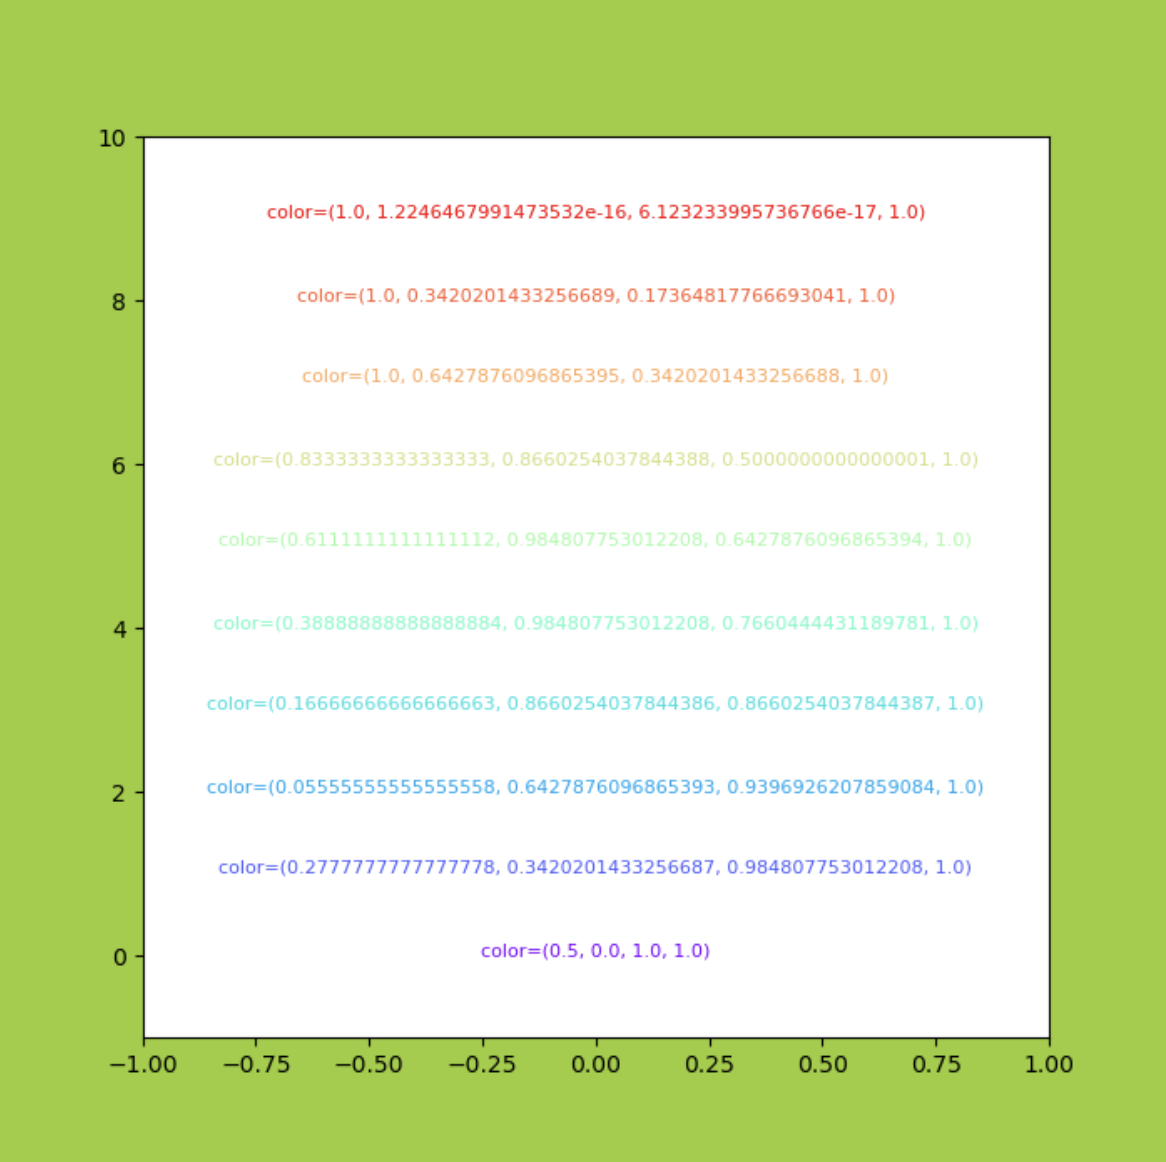 10
color=(1.0, 1.2246467991473532e-16, 6.123233995736766e-17, 1.0)
8
color=(1.0, 0.3420201433256689, 0.17364817766693041, 1.0)
color=(1.0, 0.6427876096865395, 0.3420201433256688, 1.0)
6
color=(0.8333333333333333, 0.8660254037844388, 0.5000000000000001, 1.0)
color=(0.6111111111111112, 0.984807753012208, 0.6427876096865394, 1.0)
4
color=(0.38888888888888884, 0.984807753012208, 0.7660444431189781, 1.0)
color=(0.16666666666666663, 0.8660254037844386, 0.8660254037844387, 1.0)
2
color=(0.05555555555555558, 0.6427876096865393, 0.9396926207859084, 1.0)
color=(0.2777777777777778, 0.3420201433256687, 0.984807753012208, 1.0)
0
color=(0.5, 0.0, 1.0, 1.0)
−1.00 −0.75 −0.50 −0.25 0.00 0.25 0.50 0.75 1.00